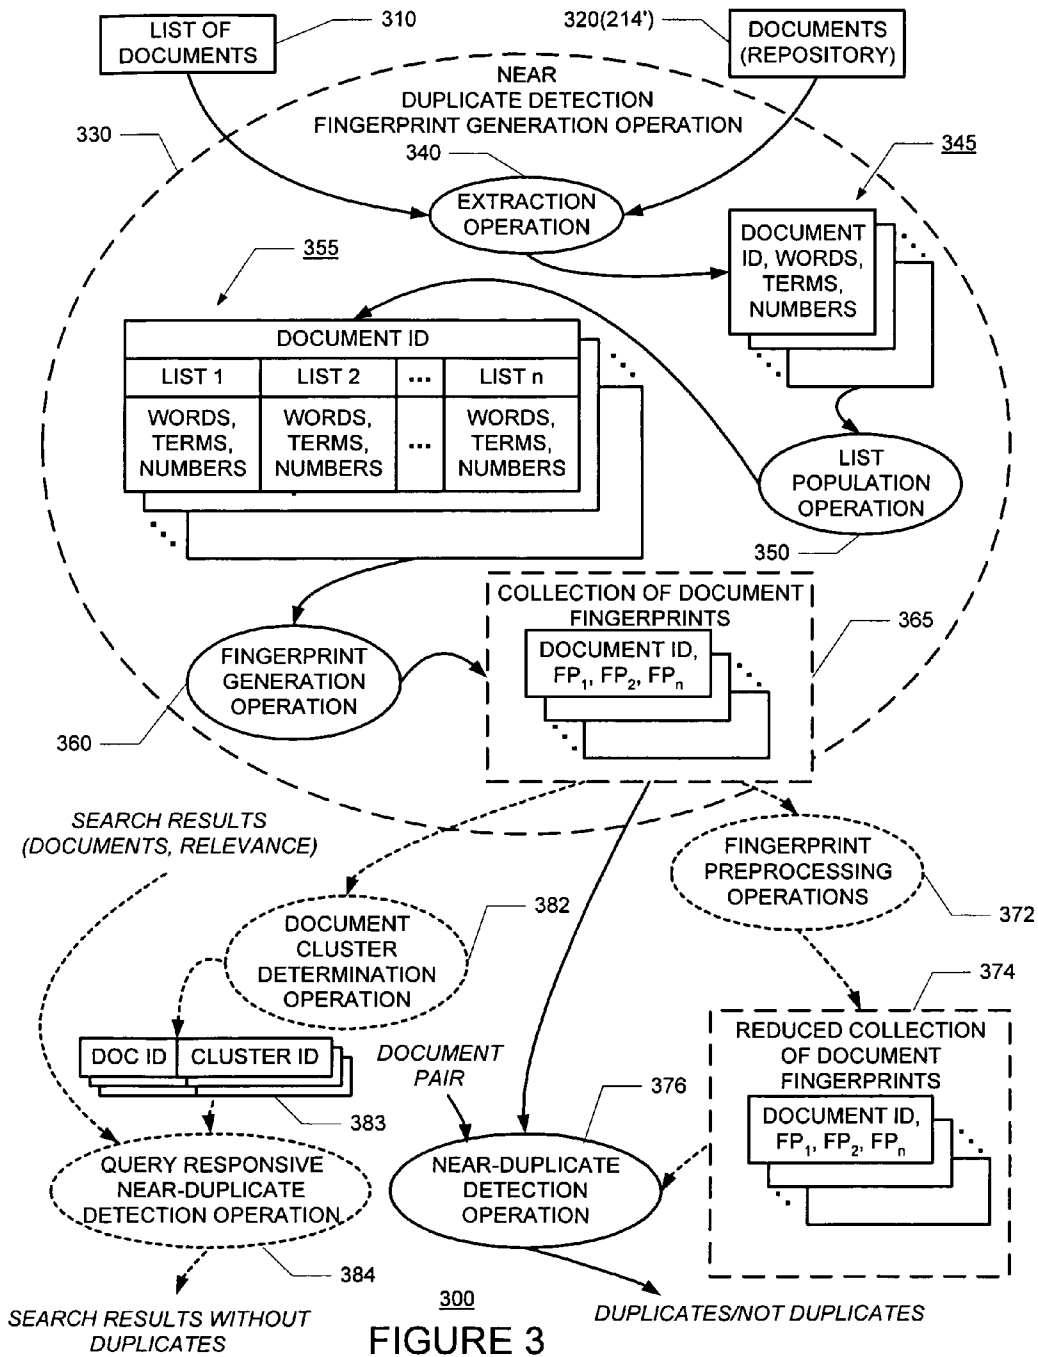 LIST OF
DOCUMENTS
310
320(214')
DOCUMENTS
(REPOSITORY)
NEAR
DUPLICATE DETECTION
FINGERPRINT GENERATION OPERATION
330
340
345
EXTRACTION
OPERATION
DOCUMENT
ID, WORDS,
TERMS,
NUMBERS
355
DOCUMENT ID
LIST 1
LIST 2
...
LIST n
WORDS,
TERMS,
NUMBERS
WORDS,
TERMS,
NUMBERS
...
WORDS,
TERMS,
NUMBERS
LIST
POPULATION
OPERATION
350
COLLECTION OF DOCUMENT
FINGERPRINTS
365
DOCUMENT ID,
FP1, FP2, FPn
FINGERPRINT
GENERATION
OPERATION
360
SEARCH RESULTS
(DOCUMENTS, RELEVANCE)
FINGERPRINT
PREPROCESSING
OPERATIONS
372
382
DOCUMENT
CLUSTER
DETERMINATION
OPERATION
374
REDUCED COLLECTION
OF DOCUMENT
FINGERPRINTS
DOCUMENT ID,
FP1, FP2, FPn
DOC ID
CLUSTER ID
383
DOCUMENT
PAIR
376
QUERY RESPONSIVE
NEAR-DUPLICATE
DETECTION OPERATION
384
NEAR-DUPLICATE
DETECTION
OPERATION
SEARCH RESULTS WITHOUT
DUPLICATES
300
DUPLICATES/NOT DUPLICATES
FIGURE 3